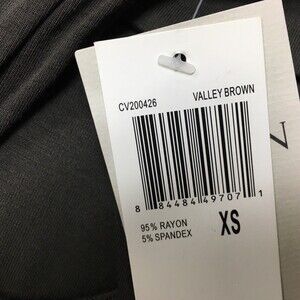 CV200426 VALLEY BROWN
8 84484 49707 1
95% RAYON
5% SPANDEX
XS